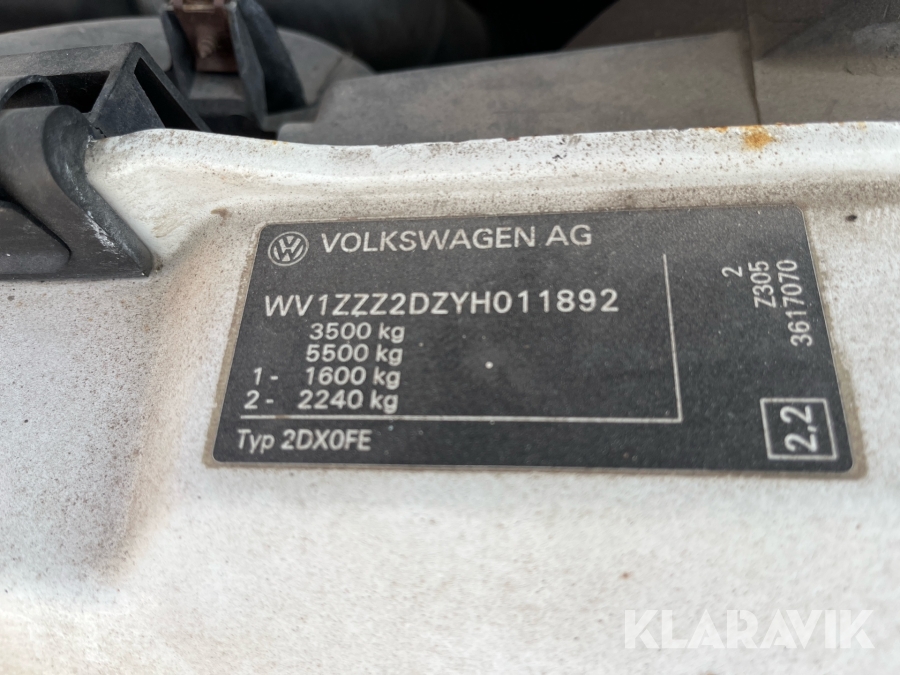 VOLKSWAGEN AG
WV1ZZZ2DZYH011892
3500 kg
5500 kg
1- 1600 kg
2- 2240 kg
Typ 2DX0FE
2
Z305
3617070
2.2
KLARAVIK